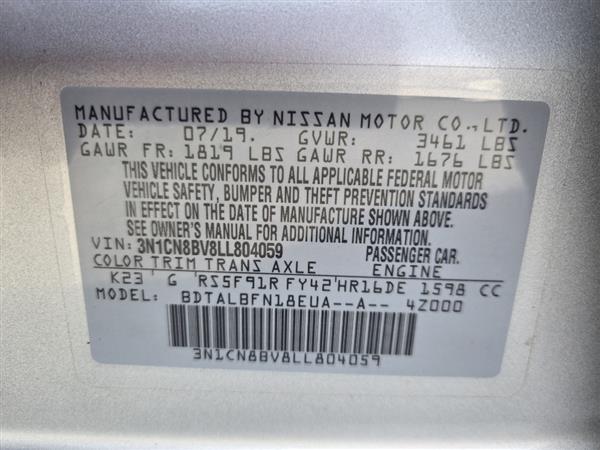 MANUFACTURED BY NISSAN MOTOR CO., LTD.
DATE: 07/19. GVWR: 3461 LBS
GAWR FR: 1819 LBS GAWR RR: 1676 LBS
THIS VEHICLE CONFORMS TO ALL APPLICABLE FEDERAL MOTOR
VEHICLE SAFETY, BUMPER AND THEFT PREVENTION STANDARDS
IN EFFECT ON THE DATE OF MANUFACTURE SHOWN ABOVE.
SEE OWNER'S MANUAL FOR ADDITIONAL INFORMATION.
VIN: 3N1CN8BV8LL804059 PASSENGER CAR.
COLOR TRIM TRANS AXLE ENGINE
K23 G RS5F91R FY42 HR16DE 1598 CC
MODEL: BDTALBFN18EUA--A-- 4Z000
3N1CN8BV8LL804059